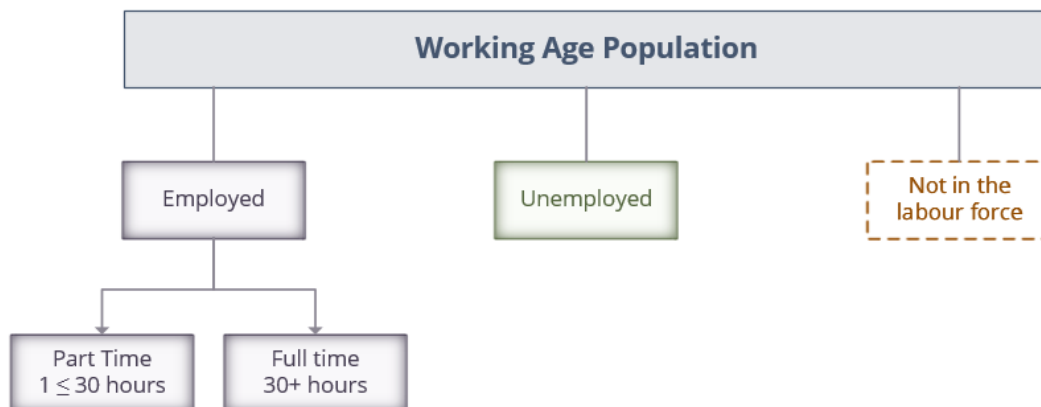 Working Age Population
Employed
Unemployed
Not in the
labour force
Part Time
1 ≤ 30 hours
Full time
30+ hours